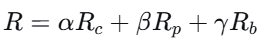 R = αR_c + βR_p + γR_b